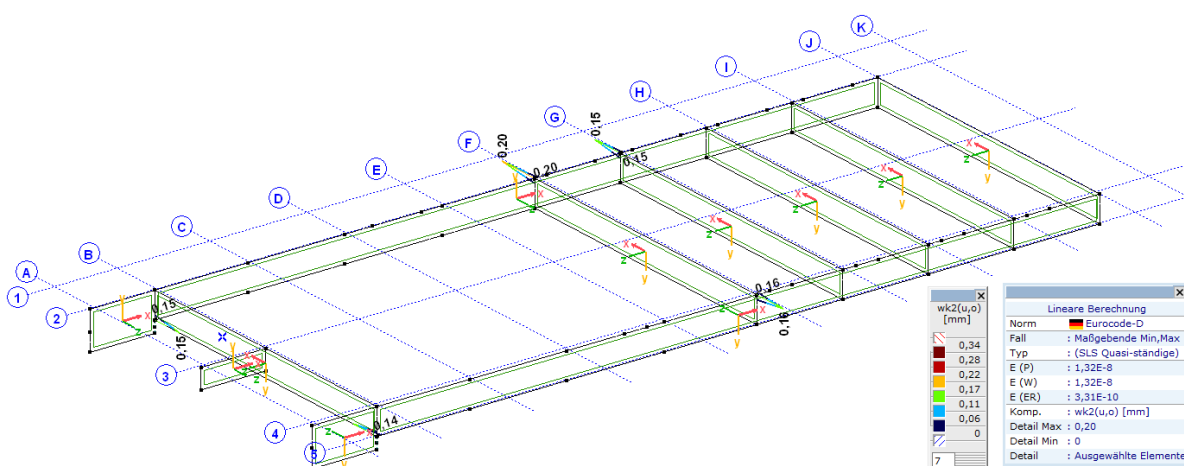 K
J
I
H
G
F
E
D
C
B
A
1
2
3
4
5
0,20
0,20
0,15
0,15
0,15
0,15
0,16
0,16
0,14
x
y
z
x
y
z
x
y
z
x
y
z
x
y
z
x
y
z
x
y
z
x
y
z
x
y
z
x
y
z
wk2(u,o)
[mm]
0,34
0,28
0,22
0,17
0,11
0,06
0
7
Lineare Berechnung
Norm Eurocode-D
Fall : Maßgebende Min,Max
Typ : (SLS Quasi-ständige)
E (P) : 1,32E-8
E (W) : 1,32E-8
E (ER) : 3,31E-10
Komp. : wk2(u,o) [mm]
Detail Max : 0,20
Detail Min : 0
Detail : Ausgewählte Elemente